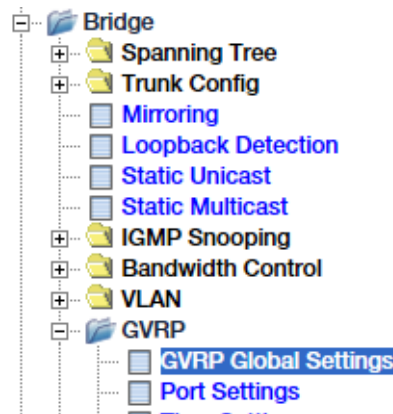 Bridge
Spanning Tree
Trunk Config
Mirroring
Loopback Detection
Static Unicast
Static Multicast
IGMP Snooping
Bandwidth Control
VLAN
GVRP
GVRP Global Settings
Port Settings